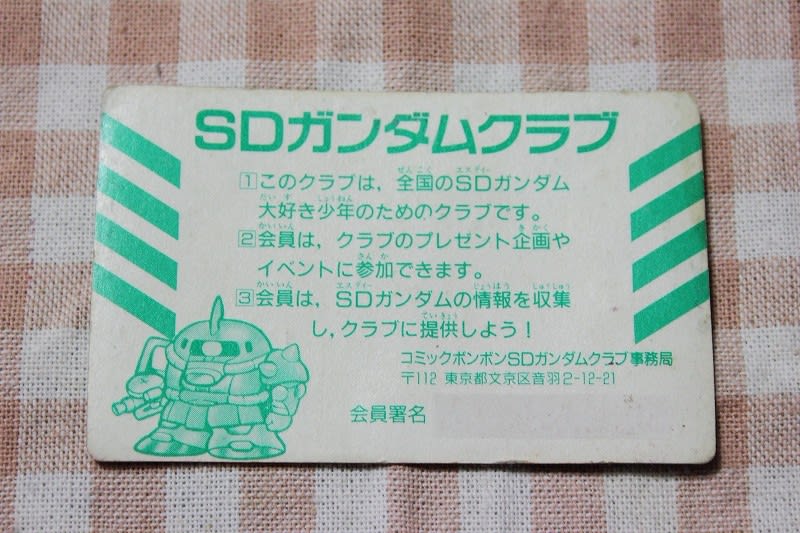 SDガンダムクラブ
1このクラブは，全国のSDガンダム
大好き少年のためのクラブです。
2会員は，クラブのプレゼント企画や
イベントに参加できます。
3会員は，SDガンダムの情報を収集
し，クラブに提供しよう！
コミックボンボンSDガンダムクラブ事務局
〒112 東京都文京区音羽2-12-21
会員署名